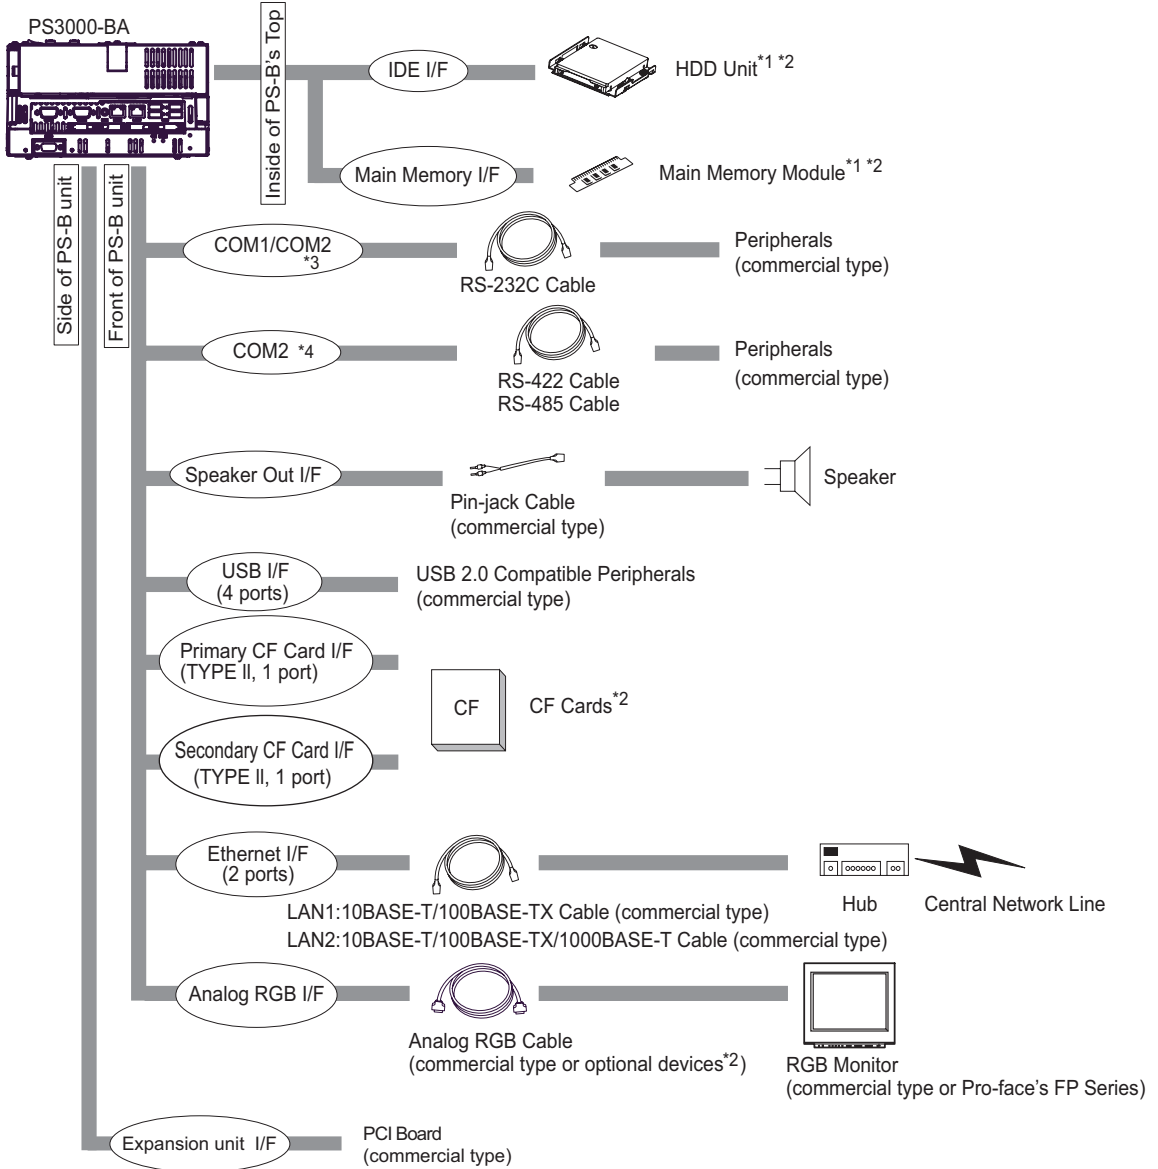 PS3000-BA
Inside of PS-B's Top
IDE I/F
HDD Unit*1 *2
Main Memory I/F
Main Memory Module*1 *2
Side of PS-B unit
Front of PS-B unit
COM1/COM2
*3
RS-232C Cable
Peripherals
(commercial type)
COM2 *4
RS-422 Cable
RS-485 Cable
Peripherals
(commercial type)
Speaker Out I/F
Pin-jack Cable
(commercial type)
Speaker
USB I/F
(4 ports)
USB 2.0 Compatible Peripherals
(commercial type)
Primary CF Card I/F
(TYPE II, 1 port)
CF
CF Cards*2
Secondary CF Card I/F
(TYPE II, 1 port)
Ethernet I/F
(2 ports)
LAN1:10BASE-T/100BASE-TX Cable (commercial type)
LAN2:10BASE-T/100BASE-TX/1000BASE-T Cable (commercial type)
Hub
Central Network Line
Analog RGB I/F
Analog RGB Cable
(commercial type or optional devices*2)
RGB Monitor
(commercial type or Pro-face's FP Series)
Expansion unit I/F
PCI Board
(commercial type)